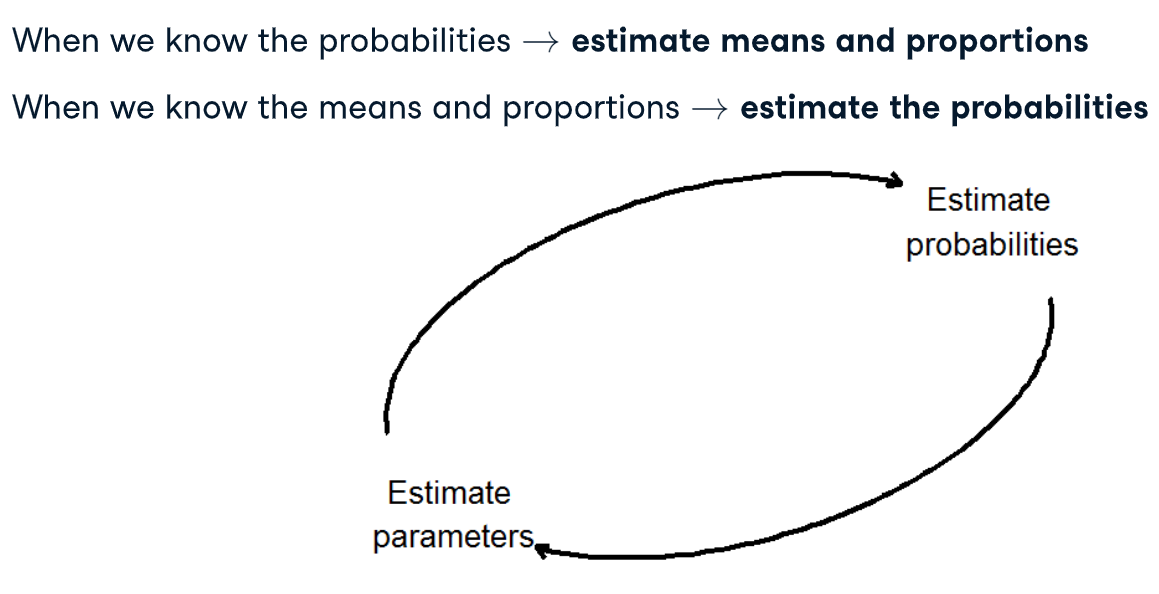 When we know the probabilities → estimate means and proportions
When we know the means and proportions → estimate the probabilities
Estimate
probabilities
Estimate
parameters